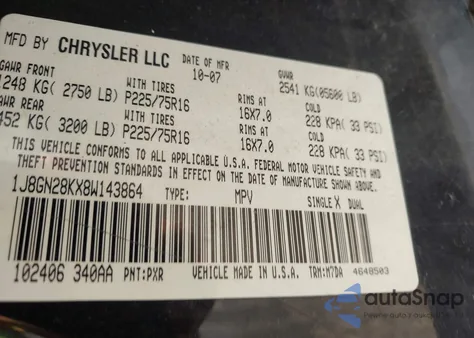 MFD BY CHRYSLER LLC DATE OF MFR 10-07 GVWR 2541 KG(05600 LB)
GAWR FRONT WITH TIRES RIMS AT COLD
1248 KG( 2750 LB) P225/75R16 16X7.0 228 KPA( 33 PSI)
AWR REAR WITH TIRES RIMS AT COLD
452 KG( 3200 LB) P225/75R16 16X7.0 228 KPA( 33 PSI)
THIS VEHICLE CONFORMS TO ALL APPLICABLE U.S.A. FEDERAL MOTOR VEHICLE SAFETY AND
THEFT PREVENTION STANDARDS IN EFFECT ON THE DATE OF MANUFACTURE SHOWN ABOVE.
1J8GN28KX8W143864 TYPE: MPV SINGLE X DUAL
102406 340AA PNT:PXR VEHICLE MADE IN U.S.A. TRM:M7DA 4648503
autoSnap